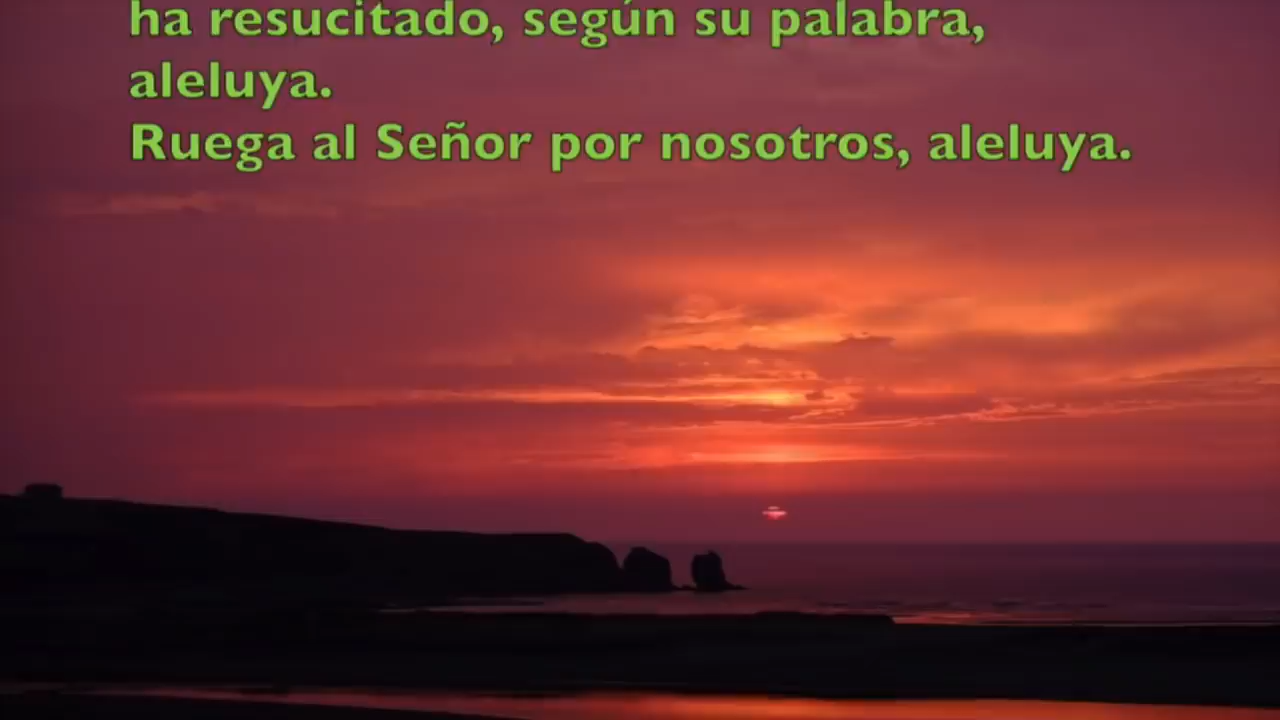 ha resucitado, según su palabra,
aleluya.
Ruega al Señor por nosotros, aleluya.